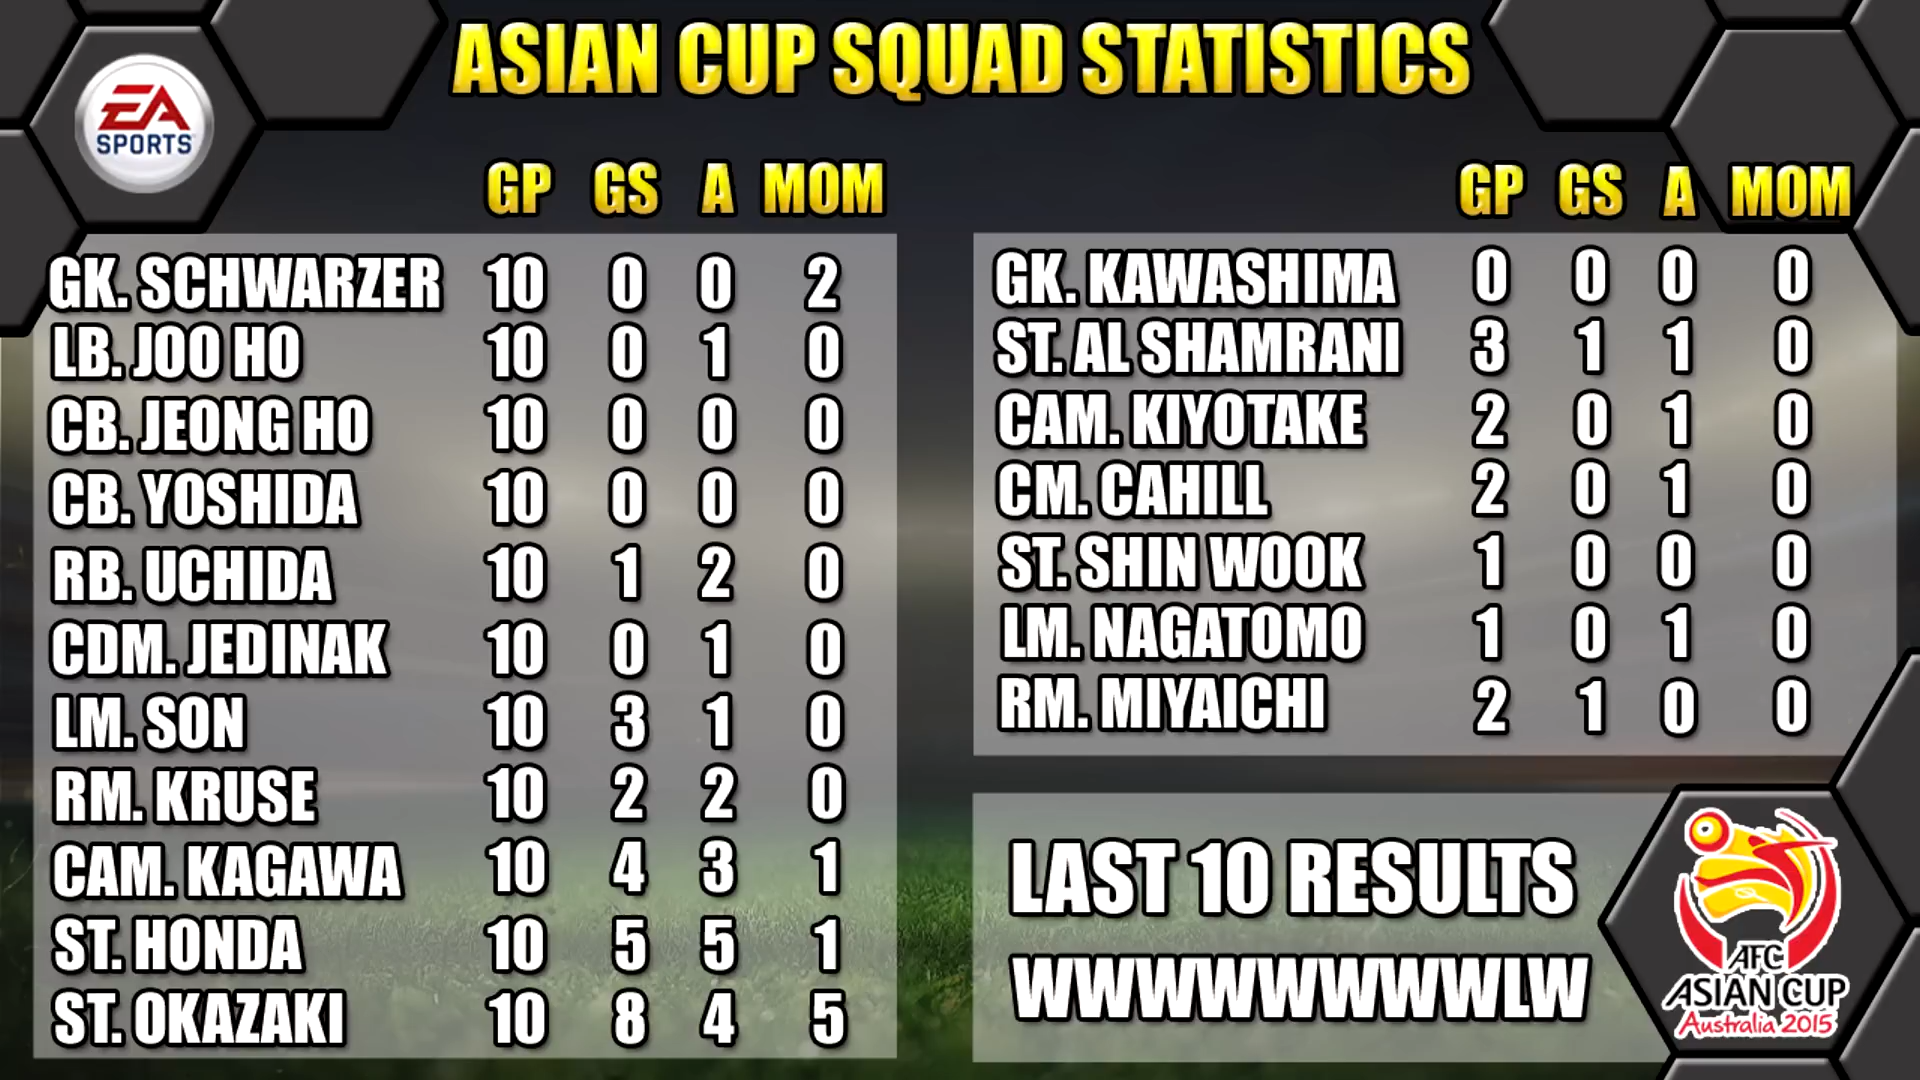 ASIAN CUP SQUAD STATISTICS
EA
SPORTS
GP GS A MOM
GK. SCHWARZER 10 0 0 2
LB. JOO HO 10 0 1 0
CB. JEONG HO 10 0 0 0
CB. YOSHIDA 10 0 0 0
RB. UCHIDA 10 1 2 0
CDM. JEDINAK 10 0 1 0
LM. SON 10 3 1 0
RM. KRUSE 10 2 2 0
CAM. KAGAWA 10 4 3 1
ST. HONDA 10 5 5 1
ST. OKAZAKI 10 8 4 5
GP GS A MOM
GK. KAWASHIMA 0 0 0 0
ST. AL SHAMRANI 3 1 1 0
CAM. KIYOTAKE 2 0 1 0
CM. CAHILL 2 0 1 0
ST. SHIN WOOK 1 0 0 0
LM. NAGATOMO 1 0 1 0
RM. MIYAICHI 2 1 0 0
LAST 10 RESULTS
WWWWWWWWLW
AFC
ASIAN CUP
Australia 2015